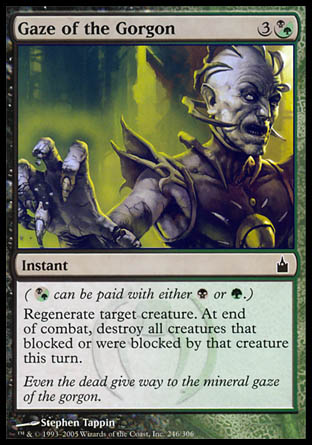 Gaze of the Gorgon 3
Instant
( can be paid with either or .)
Regenerate target creature. At end
of combat, destroy all creatures that
blocked or were blocked by that creature
this turn.
Even the dead give way to the mineral gaze
of the gorgon.
Stephen Tappin
™ & © 1993–2005 Wizards of the Coast, Inc. 246/306